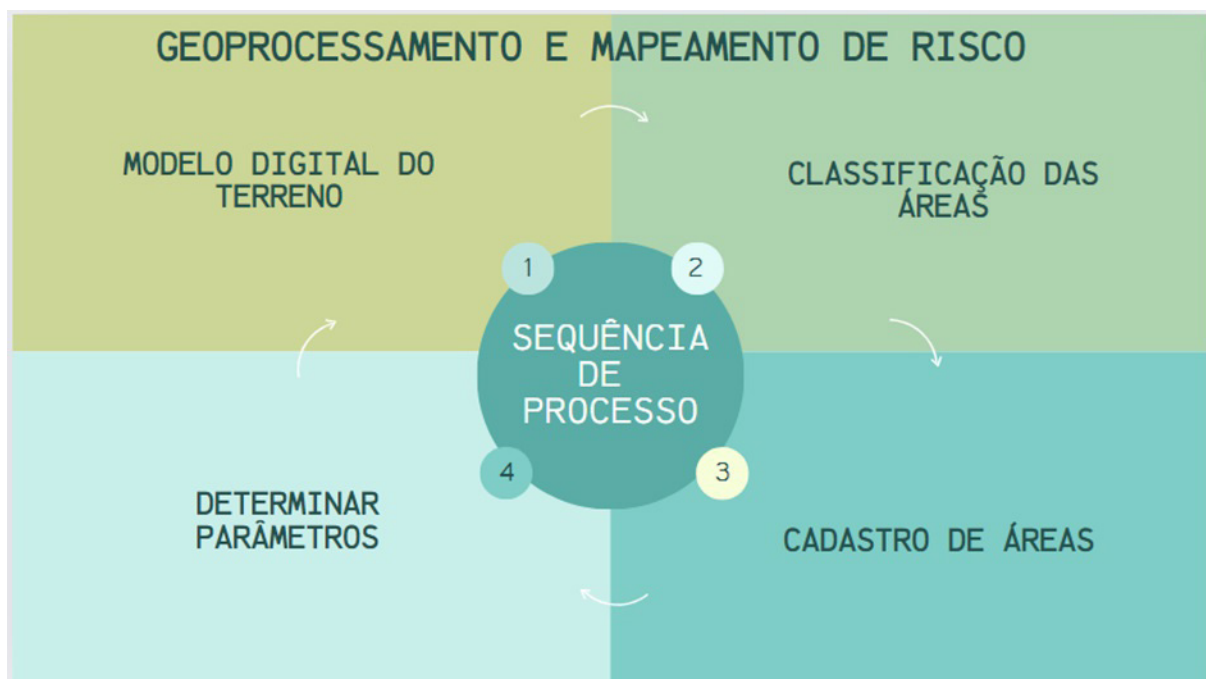 GEOPROCESSAMENTO E MAPEAMENTO DE RISCO
MODELO DIGITAL DO
TERRENO
CLASSIFICAÇÃO DAS
ÁREAS
1
2
SEQUÊNCIA
DE
PROCESSO
4
3
DETERMINAR
PARÂMETROS
CADASTRO DE ÁREAS